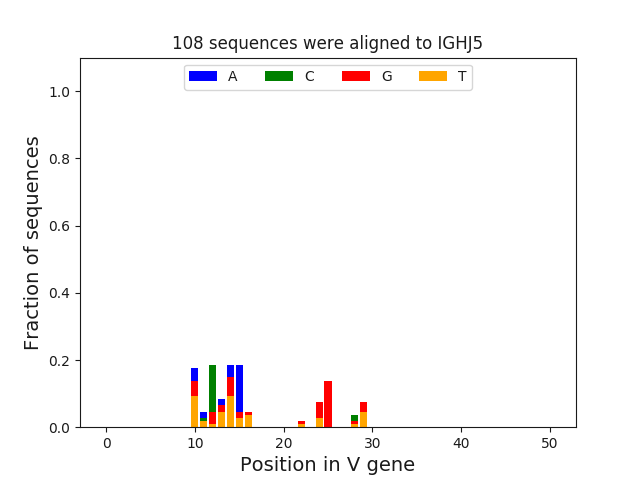 108 sequences were aligned to IGHJ5
A C G T
1.0
0.8
0.6
0.4
0.2
0.0
Fraction of sequences
0 10 20 30 40 50
Position in V gene